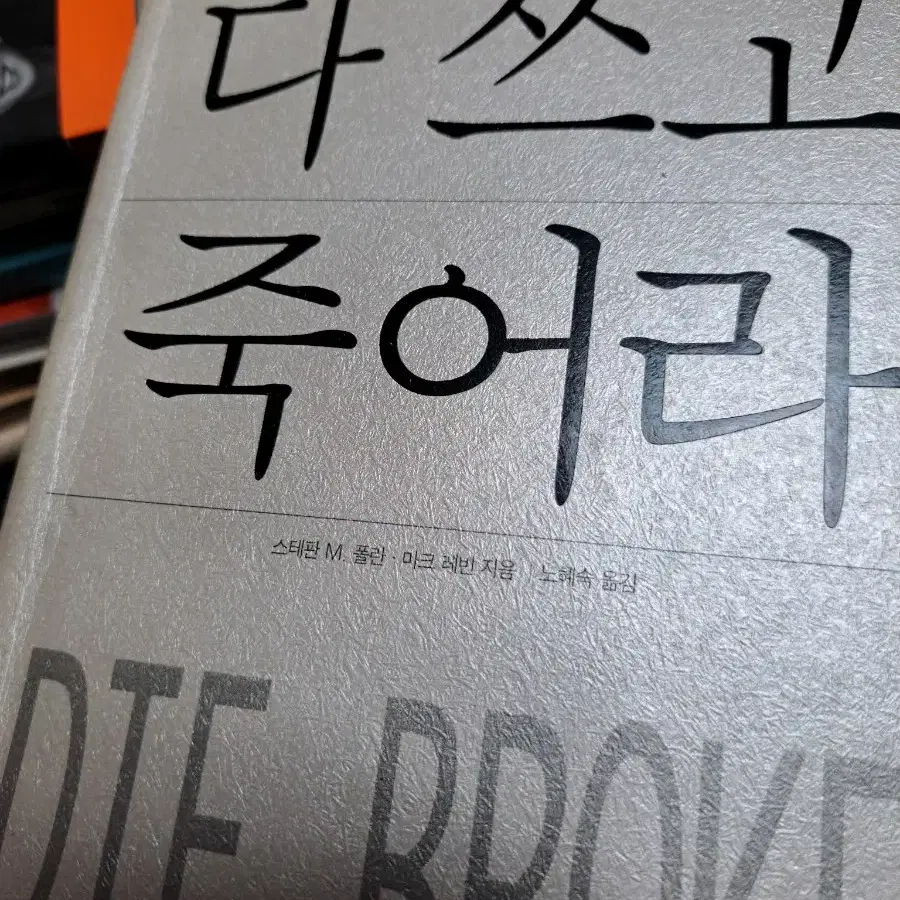 다 쓰고
죽어라
스테판 M. 폴란 · 마크 레빈 지음 | 노혜숙 옮김
DIE BROKE